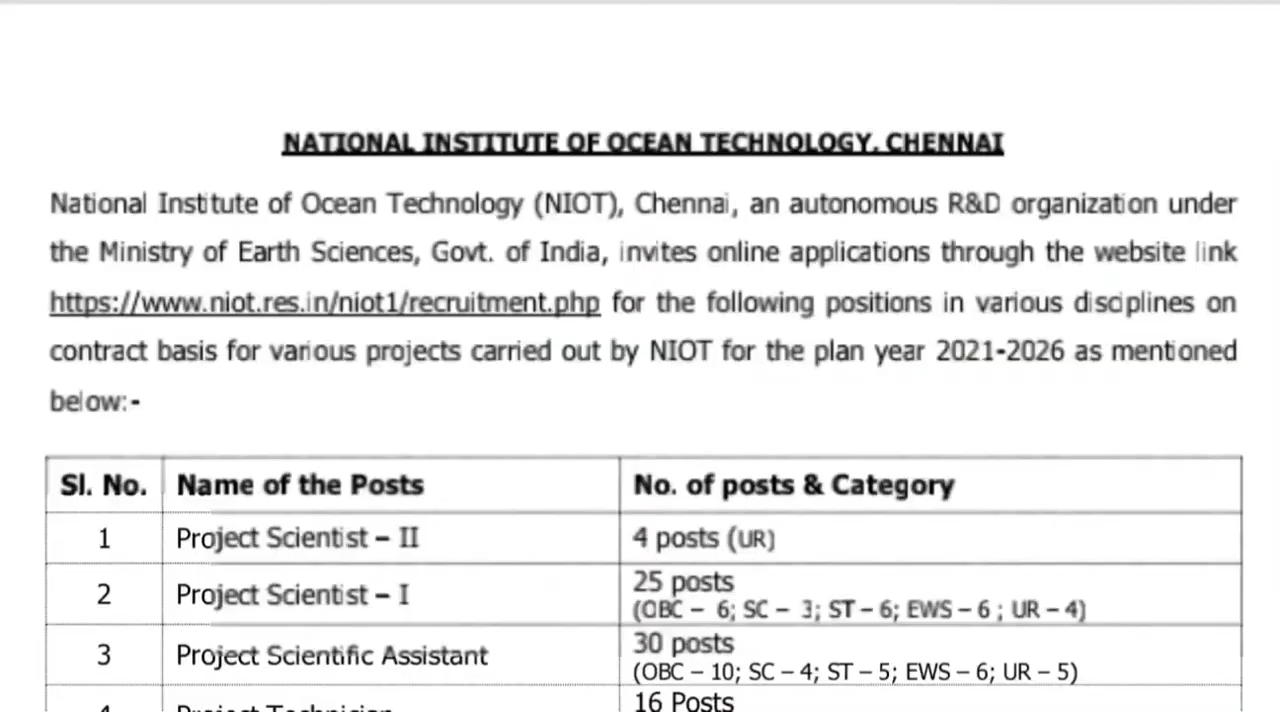 NATIONAL INSTITUTE OF OCEAN TECHNOLOGY, CHENNAI
National Institute of Ocean Technology (NIOT), Chennai, an autonomous R&D organization under
the Ministry of Earth Sciences, Govt. of India, invites online applications through the website link
https://www.niot.res.in/niot1/recruitment.php for the following positions in various disciplines on
contract basis for various projects carried out by NIOT for the plan year 2021-2026 as mentioned
below:-
Sl. No. Name of the Posts No. of posts & Category
1 Project Scientist – II 4 posts (UR)
2 Project Scientist – I 25 posts
(OBC – 6; SC – 3; ST – 6; EWS – 6 ; UR – 4)
3 Project Scientific Assistant 30 posts
(OBC – 10; SC – 4; ST – 5; EWS – 6; UR – 5)
4 Project Technician 16 Posts